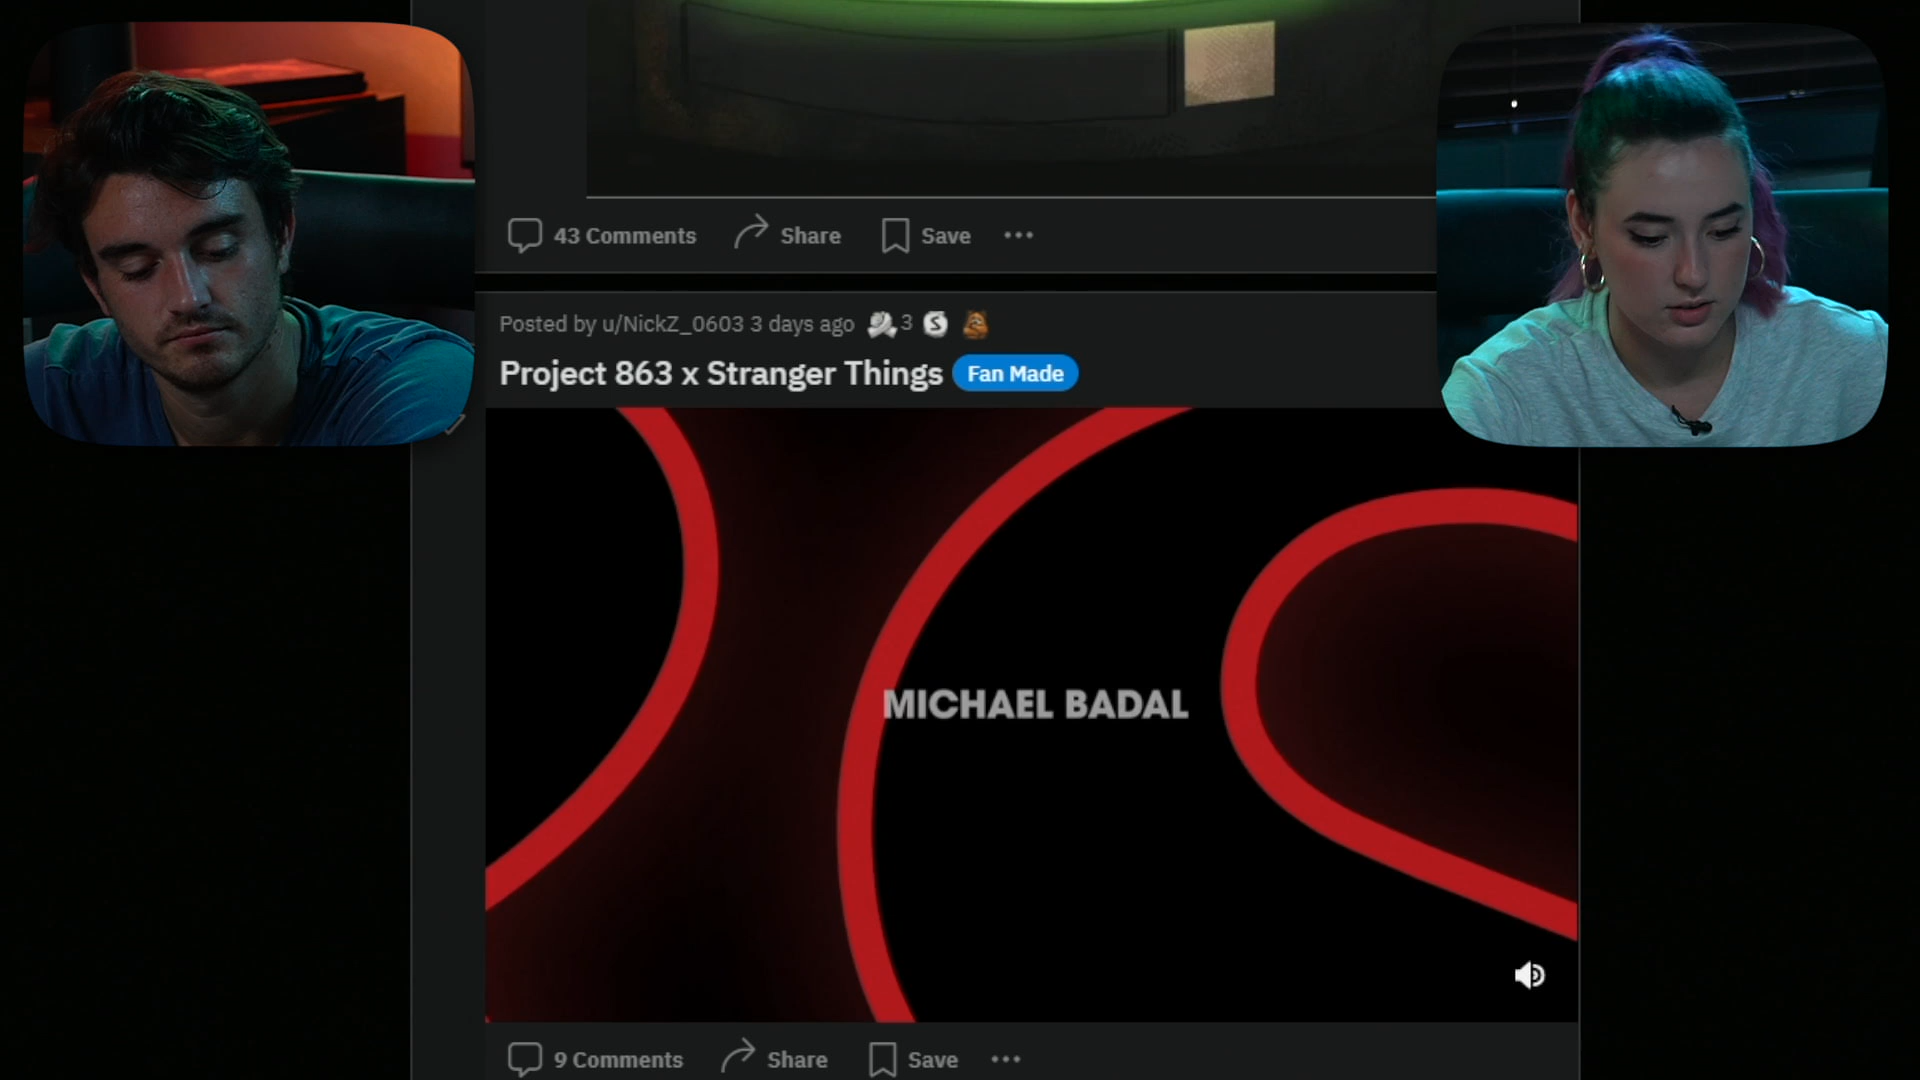 43 Comments Share Save
Posted by u/NickZ_0603 3 days ago 3
Project 863 x Stranger Things Fan Made
MICHAEL BADAL
9 Comments Share Save